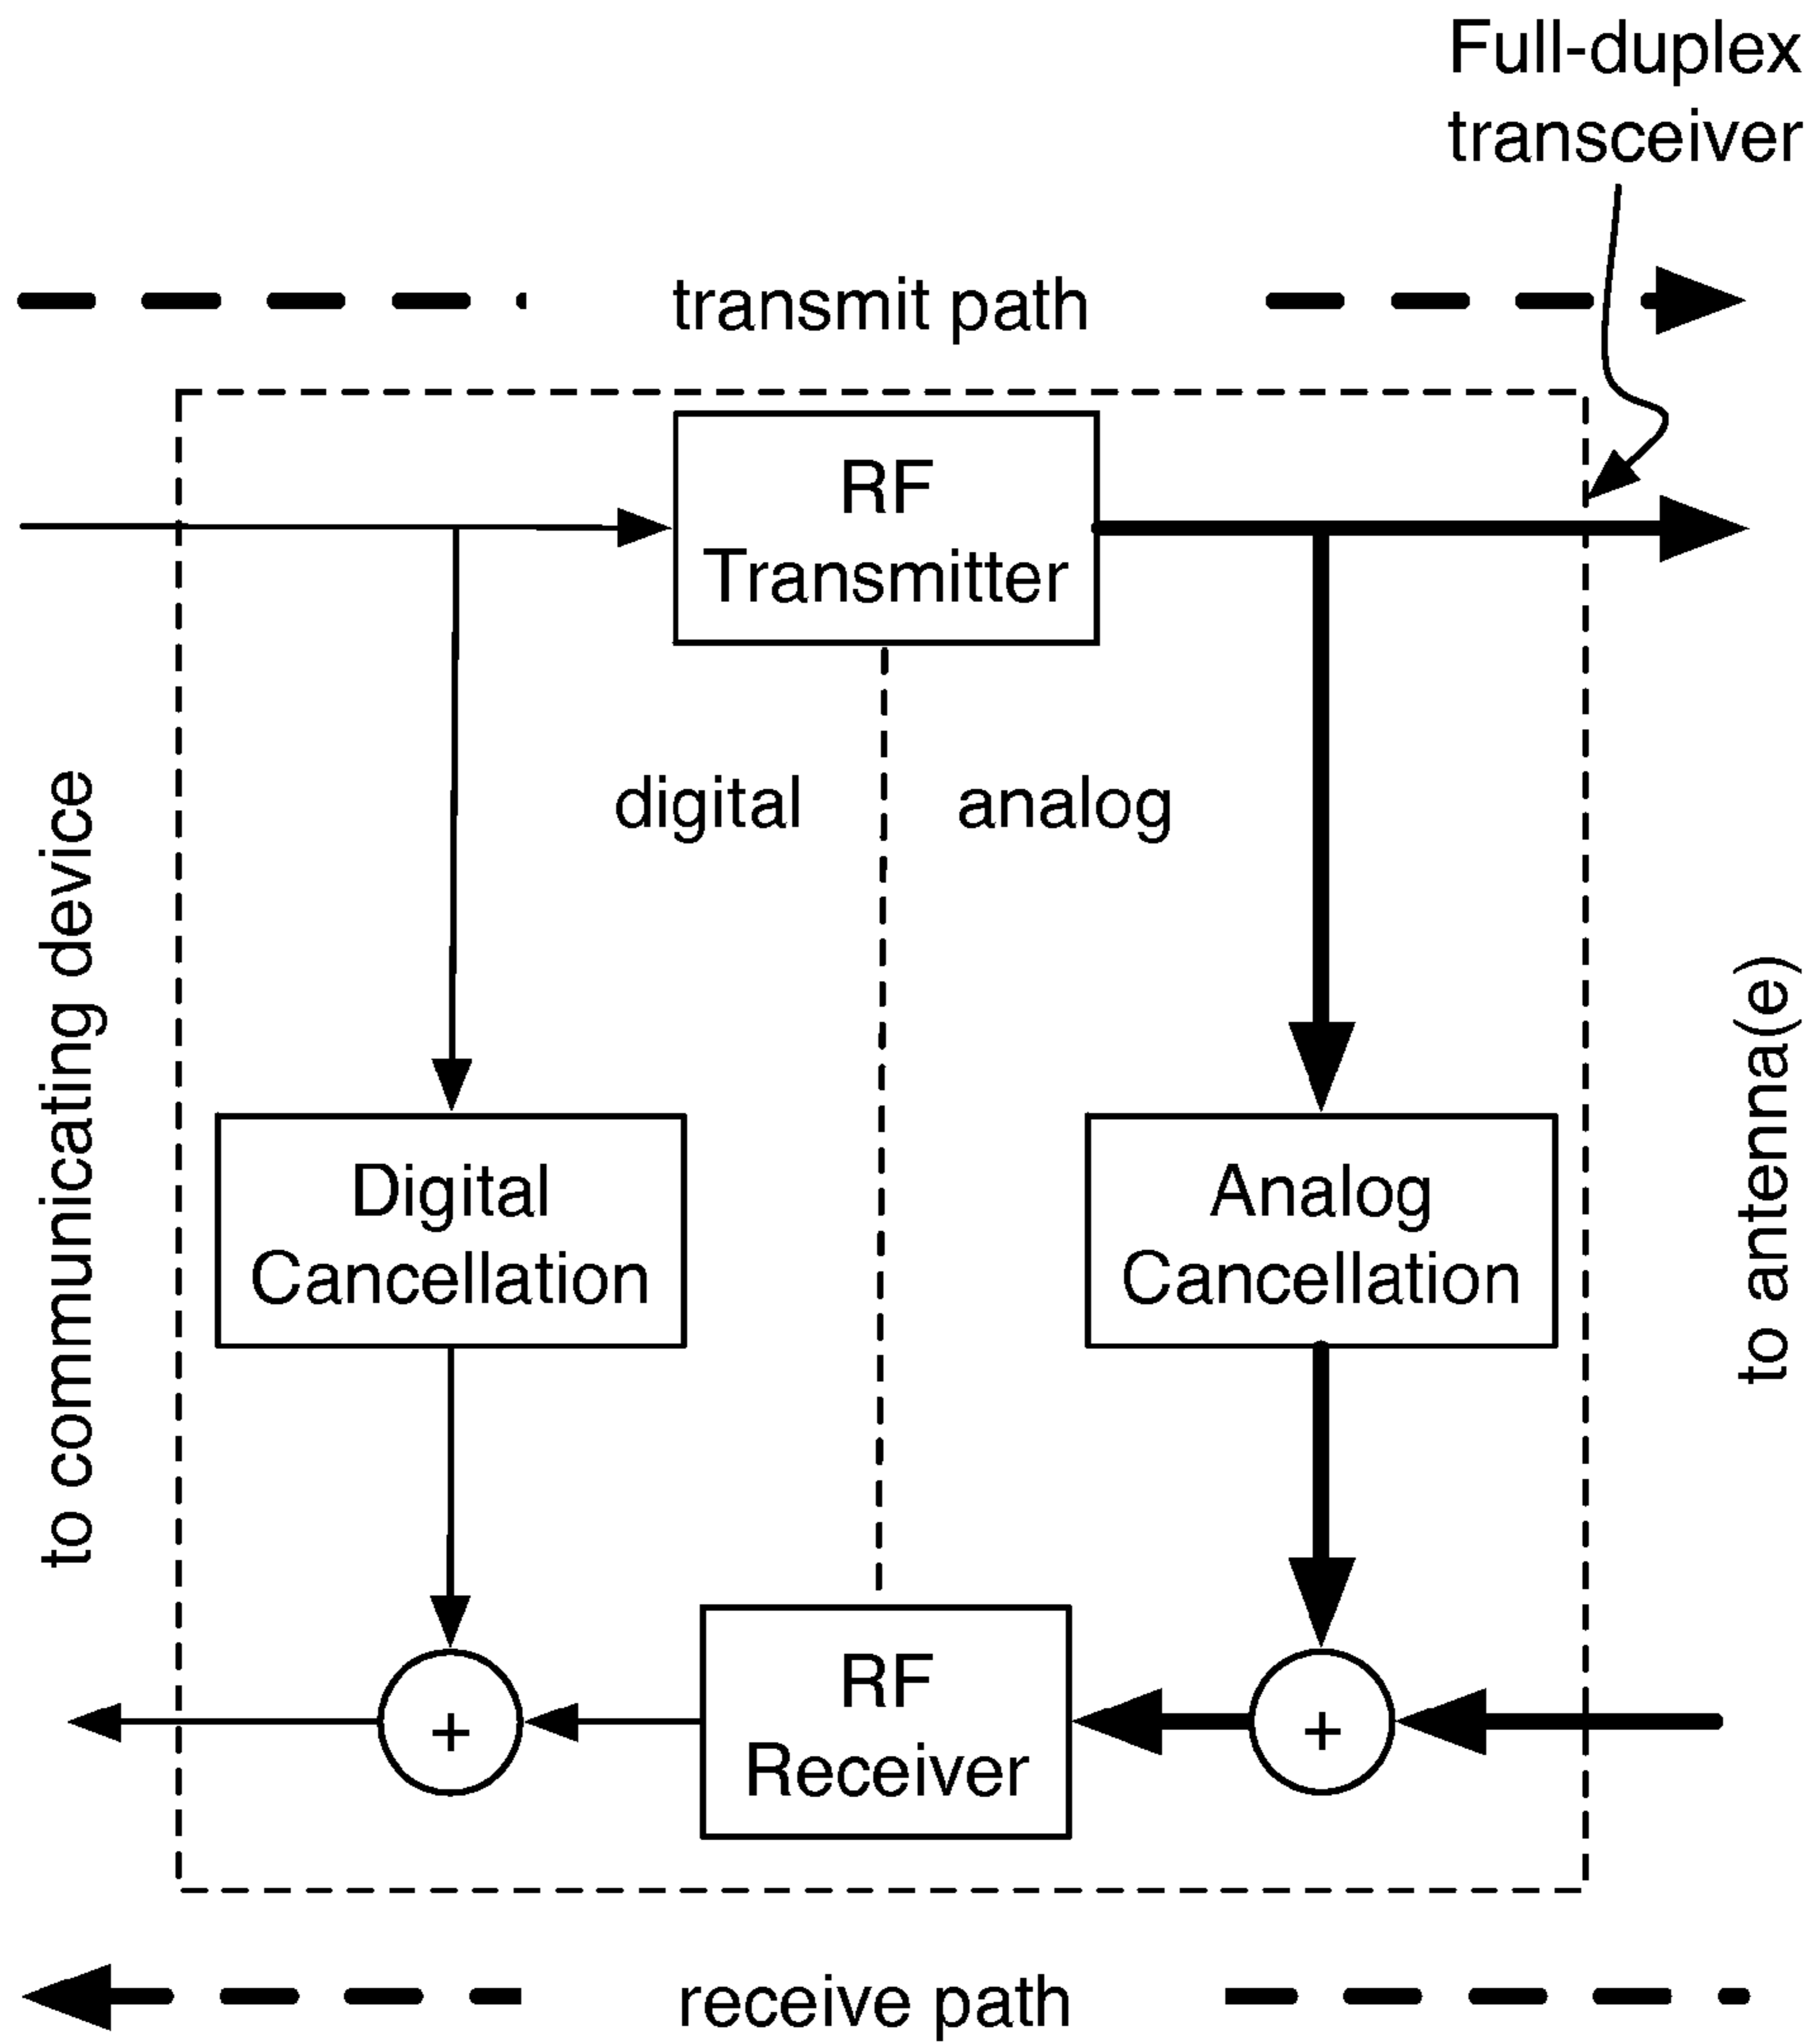 Full-duplex
transceiver
transmit path
RF
Transmitter
digital
analog
to communicating device
to antenna(e)
Digital
Cancellation
Analog
Cancellation
+
RF
Receiver
+
receive path